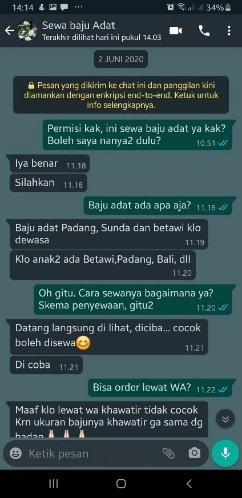 14:14
34%
Sewa baju Adat
Terakhir dilihat hari ini pukul 14.03
2 JUNI 2020
Pesan yang dikirim ke chat ini dan panggilan kini
diamankan dengan enkripsi end-to-end. Ketuk untuk
info selengkapnya.
Permisi kak, ini sewa baju adat ya kak?
Boleh saya nanya2 dulu? 10.51
Iya benar 11.18
Silahkan 11.18
Baju adat ada apa aja? 11.18
Baju adat Padang, Sunda dan betawi klo
dewasa 11.19
Klo anak2 ada Betawi,Padang, Bali, dll
11.20
Oh gitu. Cara sewanya bagaimana ya?
Skema penyewaan, gitu2 11.20
Datang langsung di lihat, diciba... cocok
boleh disewa😊 11.21
Di coba 11.21
Bisa order lewat WA? 11.22
Maaf klo lewat wa khawatir tidak cocok
Krn ukuran bajunya khawatir ga sama dg
badan
Ketik pesan